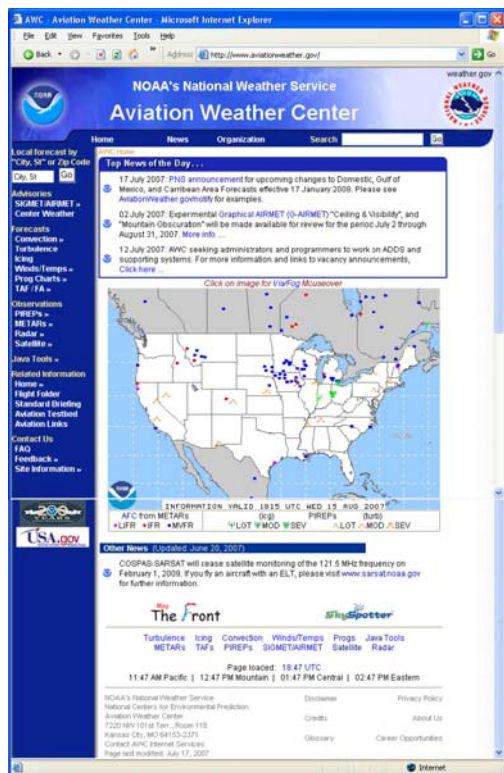 AWC - Aviation Weather Center - Microsoft Internet Explorer
File Edit View Favorites Tools Help
Back Address http://www.aviationweather.gov/ Go
weather.gov
NOAA
NOAA's National Weather Service
Aviation Weather Center
Home News Organization Search Go
Local forecast by
"City, St" or Zip Code
City, St Go
Advisories
SIGMET/AIRMET »
Center Weather
Forecasts
Convection »
Turbulence
Icing
Winds/Temps »
Prog Charts »
TAF / FA »
Observations
PIREPs »
METARs »
Radar »
Satellite »
Java Tools »
Related Information
Home »
Flight Folder
Standard Briefing
Aviation Testbed
Aviation Links
Contact Us
FAQ
Feedback »
Site Information »
200
YEARS
USA.gov
AWC Home
Top News of the Day . . .
17 July 2007: PNS announcement for upcoming changes to Domestic, Gulf of
Mexico, and Carribean Area Forecasts effective 17 January 2008. Please see
AviationWeather.gov/notify for examples.
02 July 2007: Experimental Graphical AIRMET (G-AIRMET) "Ceiling & Visibility", and
"Mountain Obscuration" will be made available for review for the period July 2 through
August 31, 2007. More info ...
12 July 2007: AWC seeking administrators and programmers to work on ADDS and
supporting systems. For more information and links to vacancy announcements,
Click here ...
Click on image for Vis/Fog Mouseover
INFORMATION VALID 1815 UTC WED 15 AUG 2007
AFC from METARs (icg) PIREPs (turb)
LIFR IFR MVFR LGT MOD SEV LGT MOD SEV
Other News (Updated: June 20, 2007)
COSPAS-SARSAT will cease satellite monitoring of the 121.5 MHz frequency on
February 1, 2009. If you fly an aircraft with an ELT, please visit www.sarsat.noaa.gov
for further information.
The Front
SkySpotter
Turbulence Icing Convection Winds/Temps Progs Java Tools
METARs TAFs PIREPs SIGMET/AIRMET Satellite Radar
Page loaded: 18:47 UTC
11:47 AM Pacific | 12:47 PM Mountain | 01:47 PM Central | 02:47 PM Eastern
NOAA's National Weather Service
National Centers for Environmental Prediction
Aviation Weather Center
7220 NW 101st Terr., Room 118
Kansas City, MO 64153-2371
Contact AWC Internet Services
Page last modified: July 17, 2007
Disclaimer Privacy Policy
Credits About Us
Glossary Career Opportunities
Internet